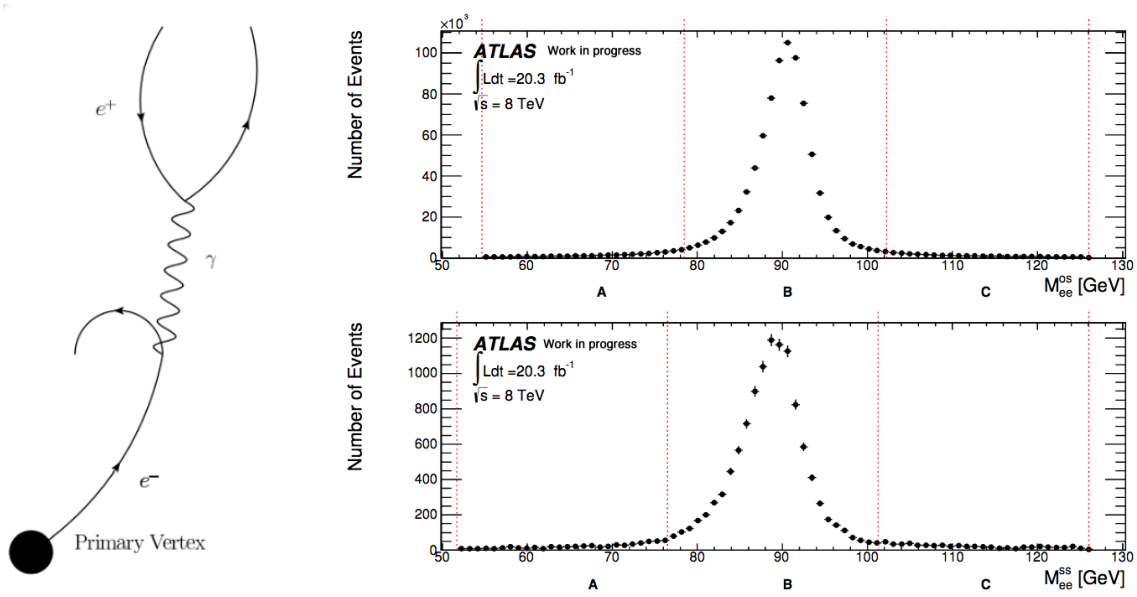 e+
γ
e−
Primary Vertex
×10³
ATLAS Work in progress
∫ Ldt =20.3 fb⁻¹
√s = 8 TeV
Number of Events
100
80
60
40
20
0
50 60 70 80 90 100 110 120 130
A B C
M_ee^os [GeV]
ATLAS Work in progress
∫ Ldt =20.3 fb⁻¹
√s = 8 TeV
Number of Events
1200
1000
800
600
400
200
0
50 60 70 80 90 100 110 120 130
A B C
M_ee^ss [GeV]